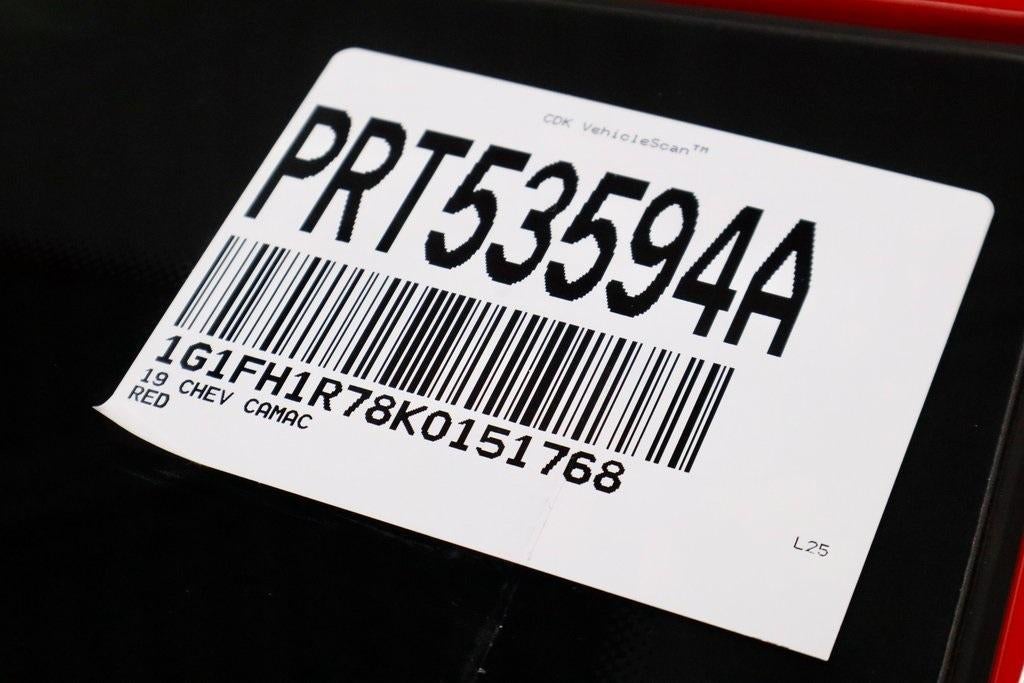 CDK VehicleScan™
PRT53594A
1G1FH1R78K0151768
19 CHEV CAMAC
RED
L25